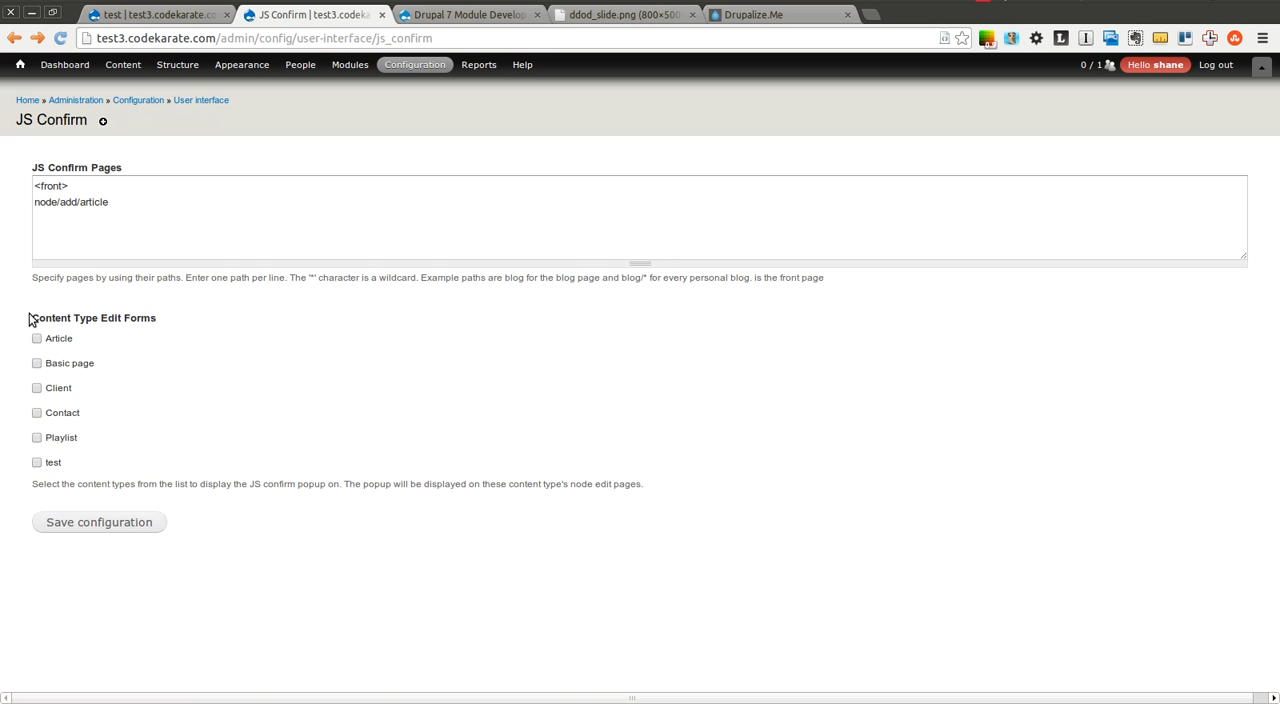 test | test3.codekarate.co
JS Confirm | test3.codeka
Drupal 7 Module Develop
ddod_slide.png (800×500
Drupalize.Me
test3.codekarate.com/admin/config/user-interface/js_confirm
Dashboard Content Structure Appearance People Modules Configuration Reports Help
0 / 1
Hello shane
Log out
Home » Administration » Configuration » User interface
JS Confirm
JS Confirm Pages
<front>
node/add/article
Specify pages by using their paths. Enter one path per line. The '*' character is a wildcard. Example paths are blog for the blog page and blog/* for every personal blog. is the front page
Content Type Edit Forms
Article
Basic page
Client
Contact
Playlist
test
Select the content types from the list to display the JS confirm popup on. The popup will be displayed on these content type's node edit pages.
Save configuration